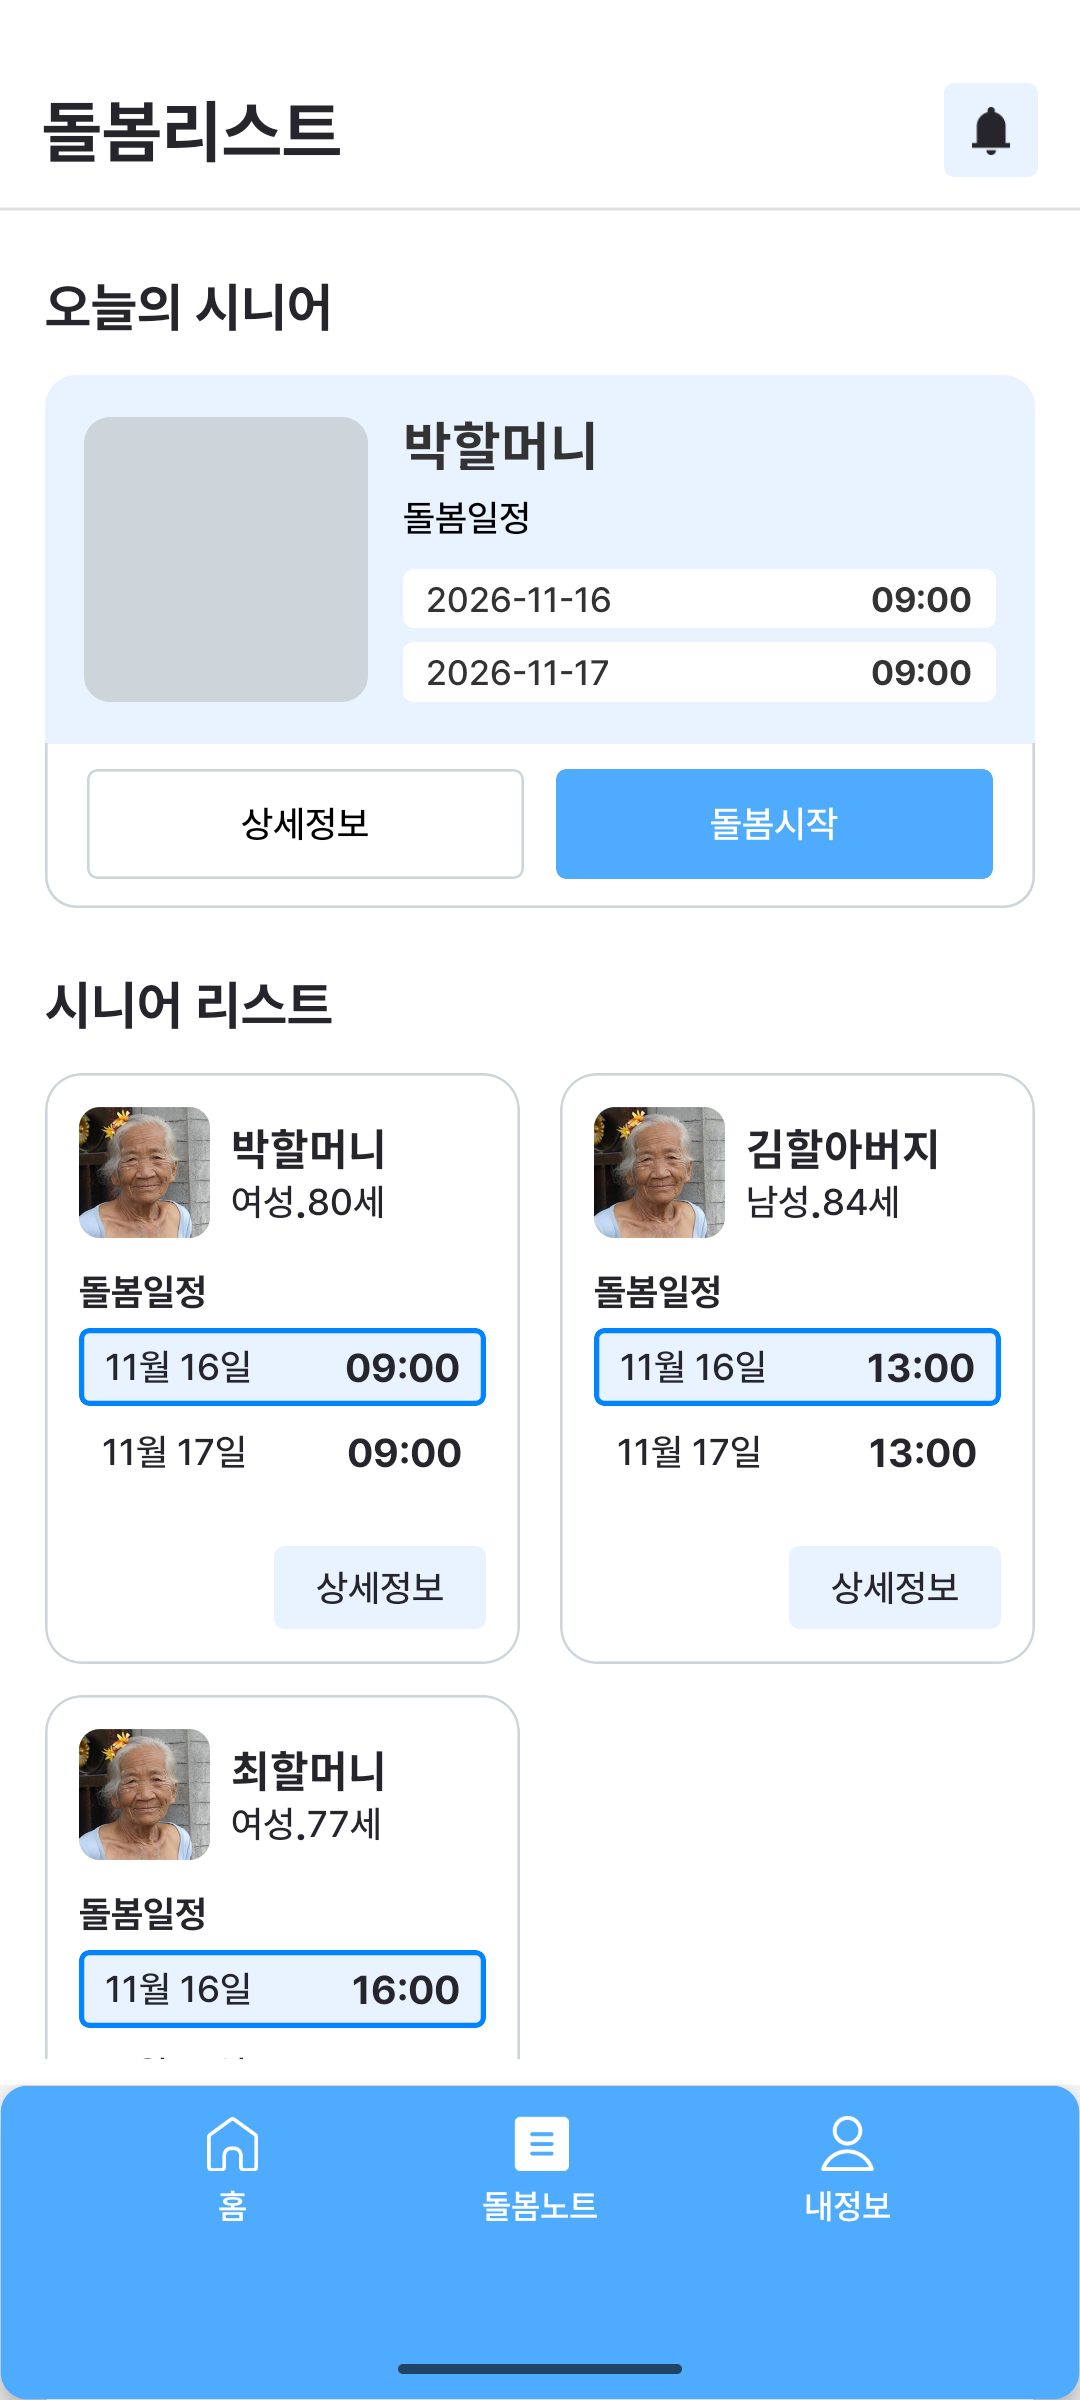 돌봄리스트
오늘의 시니어
박할머니
돌봄일정
2026-11-16 09:00
2026-11-17 09:00
상세정보 돌봄시작
시니어 리스트
박할머니
여성.80세
돌봄일정
11월 16일 09:00
11월 17일 09:00
상세정보
김할아버지
남성.84세
돌봄일정
11월 16일 13:00
11월 17일 13:00
상세정보
최할머니
여성.77세
돌봄일정
11월 16일 16:00
홈 돌봄노트 내정보